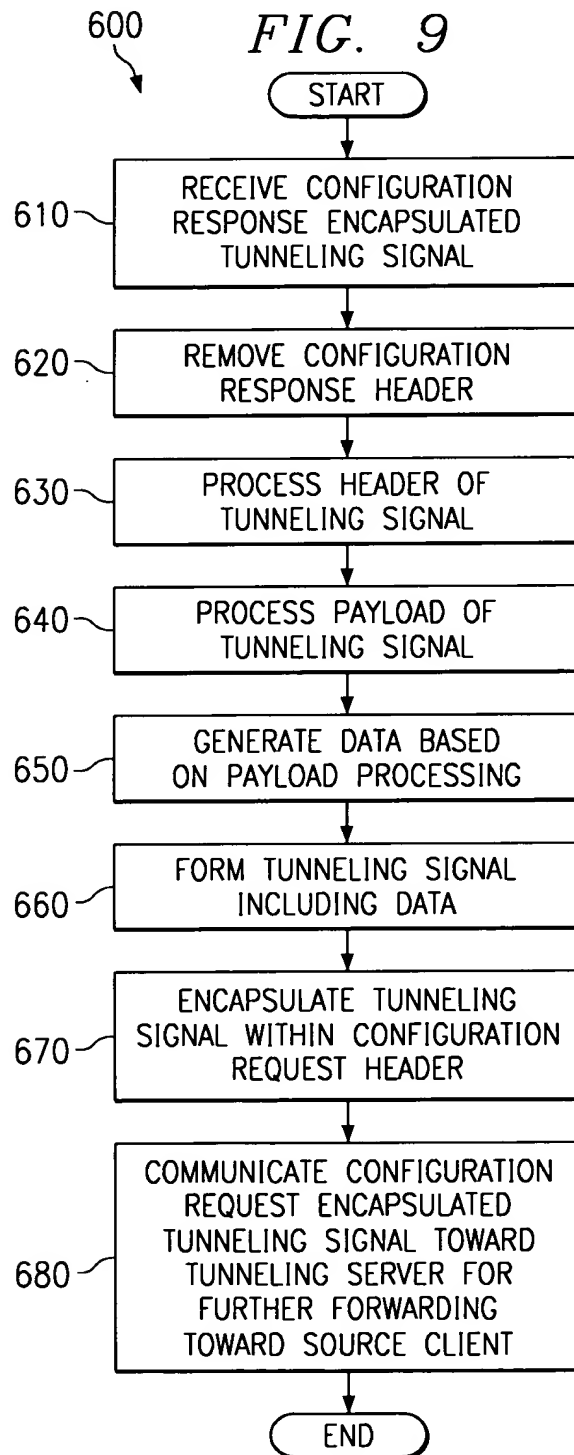 600
FIG. 9
START
610
RECEIVE CONFIGURATION
RESPONSE ENCAPSULATED
TUNNELING SIGNAL
620
REMOVE CONFIGURATION
RESPONSE HEADER
630
PROCESS HEADER OF
TUNNELING SIGNAL
640
PROCESS PAYLOAD OF
TUNNELING SIGNAL
650
GENERATE DATA BASED
ON PAYLOAD PROCESSING
660
FORM TUNNELING SIGNAL
INCLUDING DATA
670
ENCAPSULATE TUNNELING
SIGNAL WITHIN CONFIGURATION
REQUEST HEADER
680
COMMUNICATE CONFIGURATION
REQUEST ENCAPSULATED
TUNNELING SIGNAL TOWARD
TUNNELING SERVER FOR
FURTHER FORWARDING
TOWARD SOURCE CLIENT
END